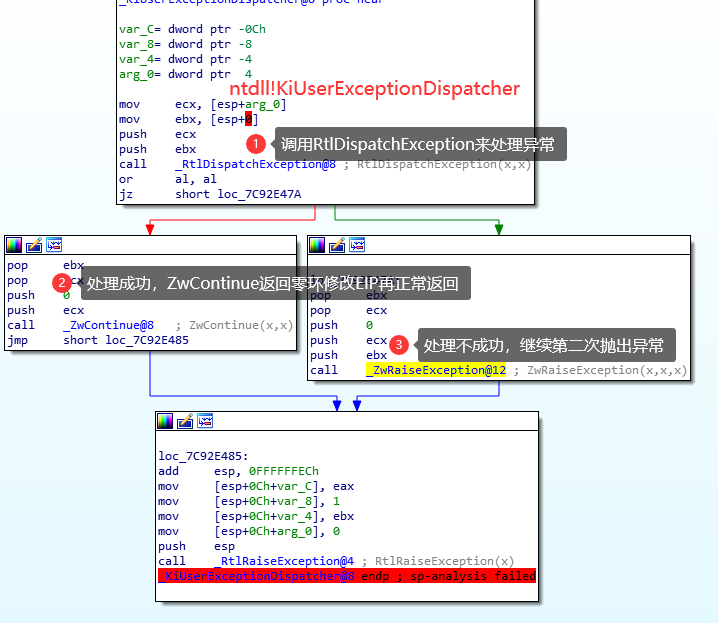 _KiUserExceptionDispatcher@8 proc near
var_C= dword ptr -0Ch
var_8= dword ptr -8
var_4= dword ptr -4
arg_0= dword ptr  4
ntdll!KiUserExceptionDispatcher
mov     ecx, [esp+arg_0]
mov     ebx, [esp+0]
push    ecx
1 调用RtlDispatchException来处理异常
push    ebx
call    _RtlDispatchException@8 ; RtlDispatchException(x,x)
or      al, al
jz      short loc_7C92E47A
pop     ebx
pop     ecx
2 处理成功，ZwContinue返回零环修改EIP再正常返回
push    0
push    ecx
call    _ZwContinue@8   ; ZwContinue(x,x)
jmp     short loc_7C92E485
pop     ebx
pop     ecx
push    0
push    ecx
3 处理不成功，继续第二次抛出异常
push    ebx
call    _ZwRaiseException@12 ; ZwRaiseException(x,x,x)
loc_7C92E485:
add     esp, 0FFFFFFECh
mov     [esp+0Ch+var_C], eax
mov     [esp+0Ch+var_8], 1
mov     [esp+0Ch+var_4], ebx
mov     [esp+0Ch+arg_0], 0
push    esp
call    _RtlRaiseException@4 ; RtlRaiseException(x)
_KiUserExceptionDispatcher@8 endp ; sp-analysis failed